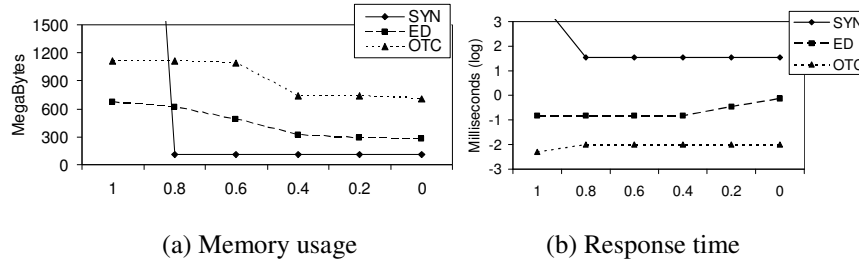 SYN
ED
OTC
1500
1200
900
600
300
0
MegaBytes
1 0.8 0.6 0.4 0.2 0
(a) Memory usage
SYN
ED
OTC
3
2
1
0
-1
-2
-3
Milliseconds (log)
1 0.8 0.6 0.4 0.2 0
(b) Response time